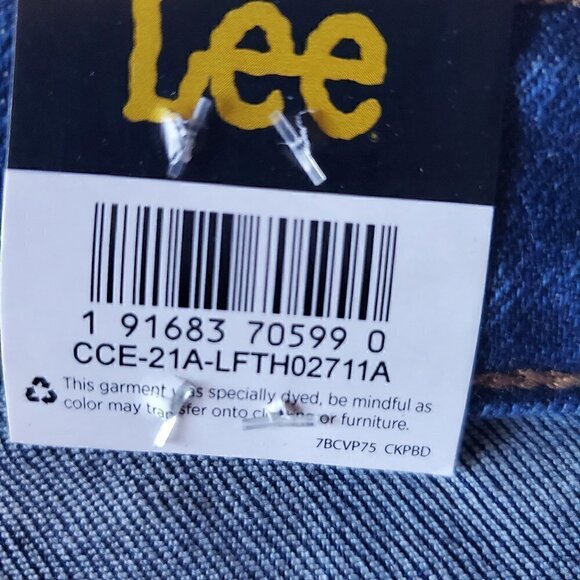 Lee
1 91683 70599 0
CCE-21A-LFTH02711A
This garment was specially dyed, be mindful as
color may transfer onto clothing or furniture.
7BCVP75 CKPBD